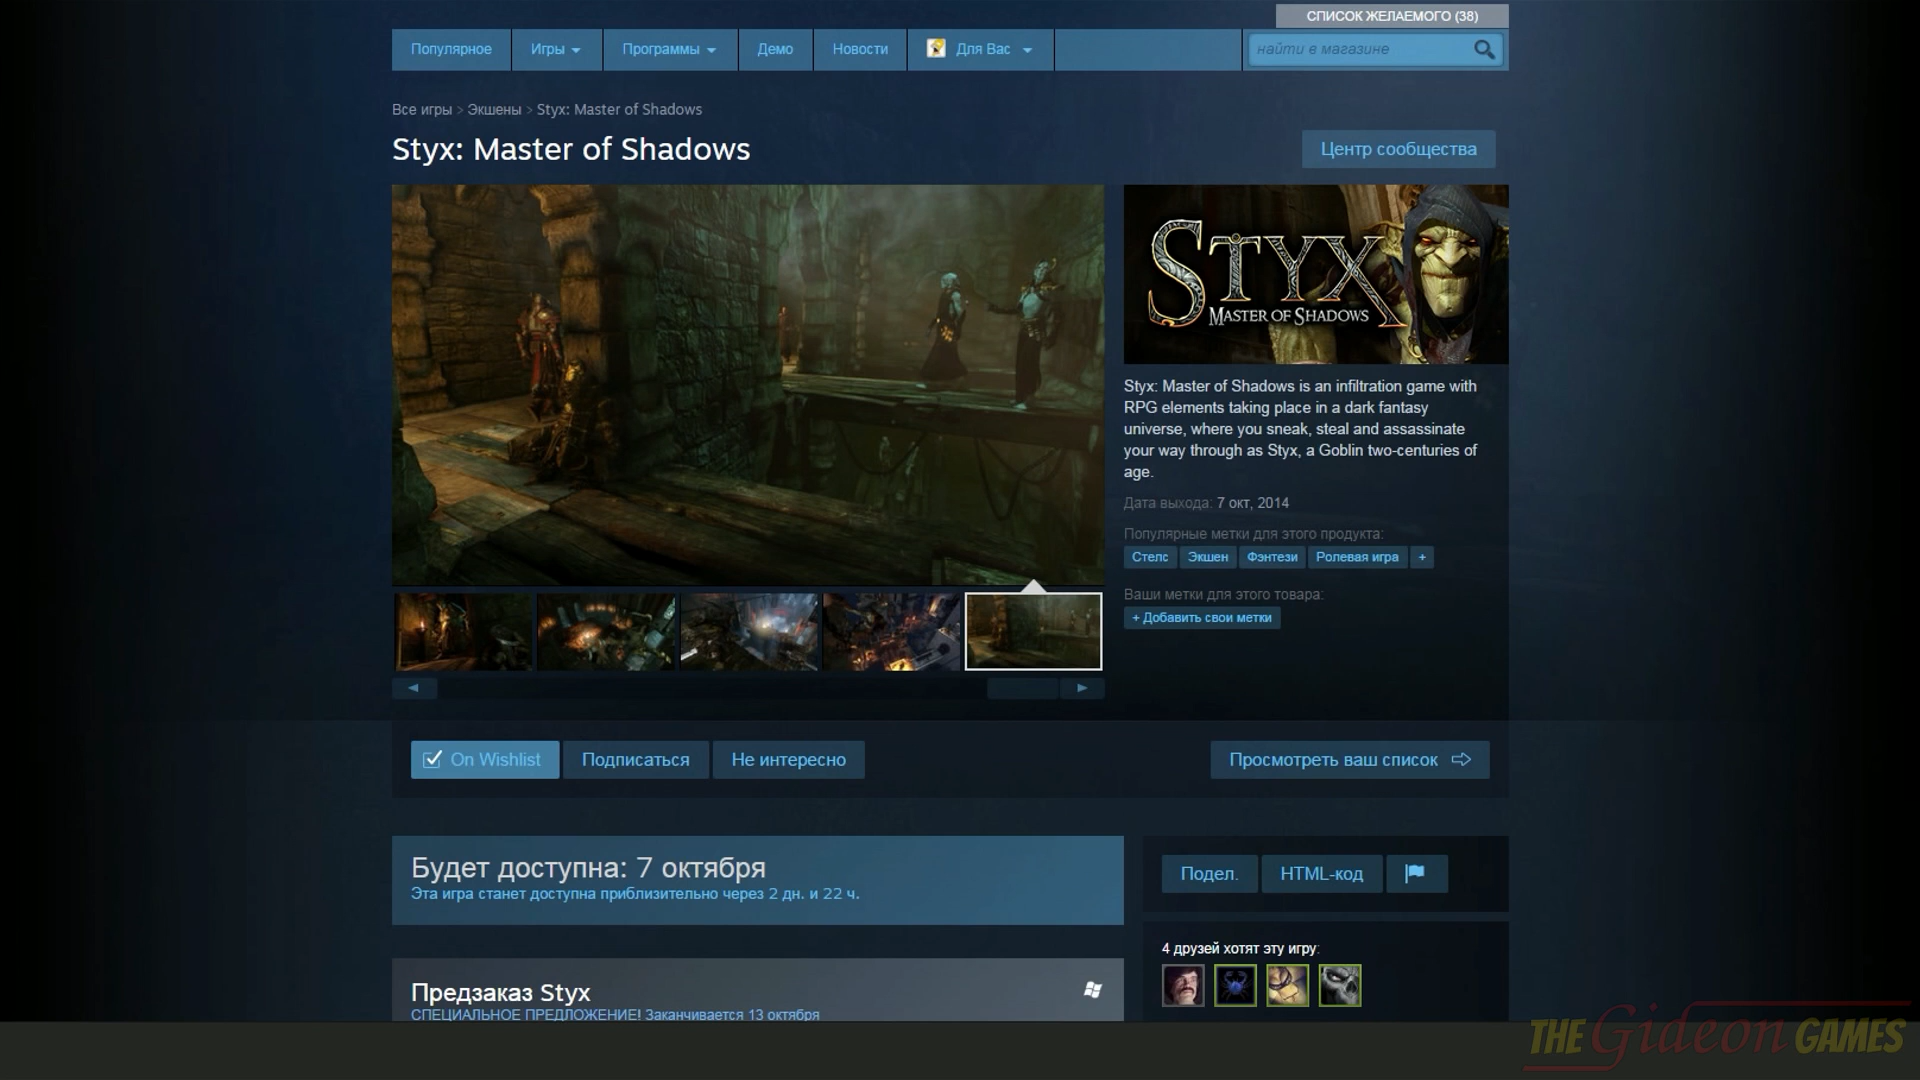 СПИСОК ЖЕЛАЕМОГО (38)
Популярное Игры Программы Демо Новости Для Вас найти в магазине
Все игры > Экшены > Styx: Master of Shadows
Styx: Master of Shadows
Центр сообщества
STYX
MASTER OF SHADOWS
Styx: Master of Shadows is an infiltration game with
RPG elements taking place in a dark fantasy
universe, where you sneak, steal and assassinate
your way through as Styx, a Goblin two-centuries of
age.
Дата выхода: 7 окт, 2014
Популярные метки для этого продукта:
Стелс Экшен Фэнтези Ролевая игра +
Ваши метки для этого товара:
+ Добавить свои метки
On Wishlist Подписаться Не интересно Просмотреть ваш список
Будет доступна: 7 октября
Эта игра станет доступна приблизительно через 2 дн. и 22 ч.
Подел. HTML-код
4 друзей хотят эту игру:
Предзаказ Styx
СПЕЦИАЛЬНОЕ ПРЕДЛОЖЕНИЕ! Заканчивается 13 октября
THE Gideon GAMES